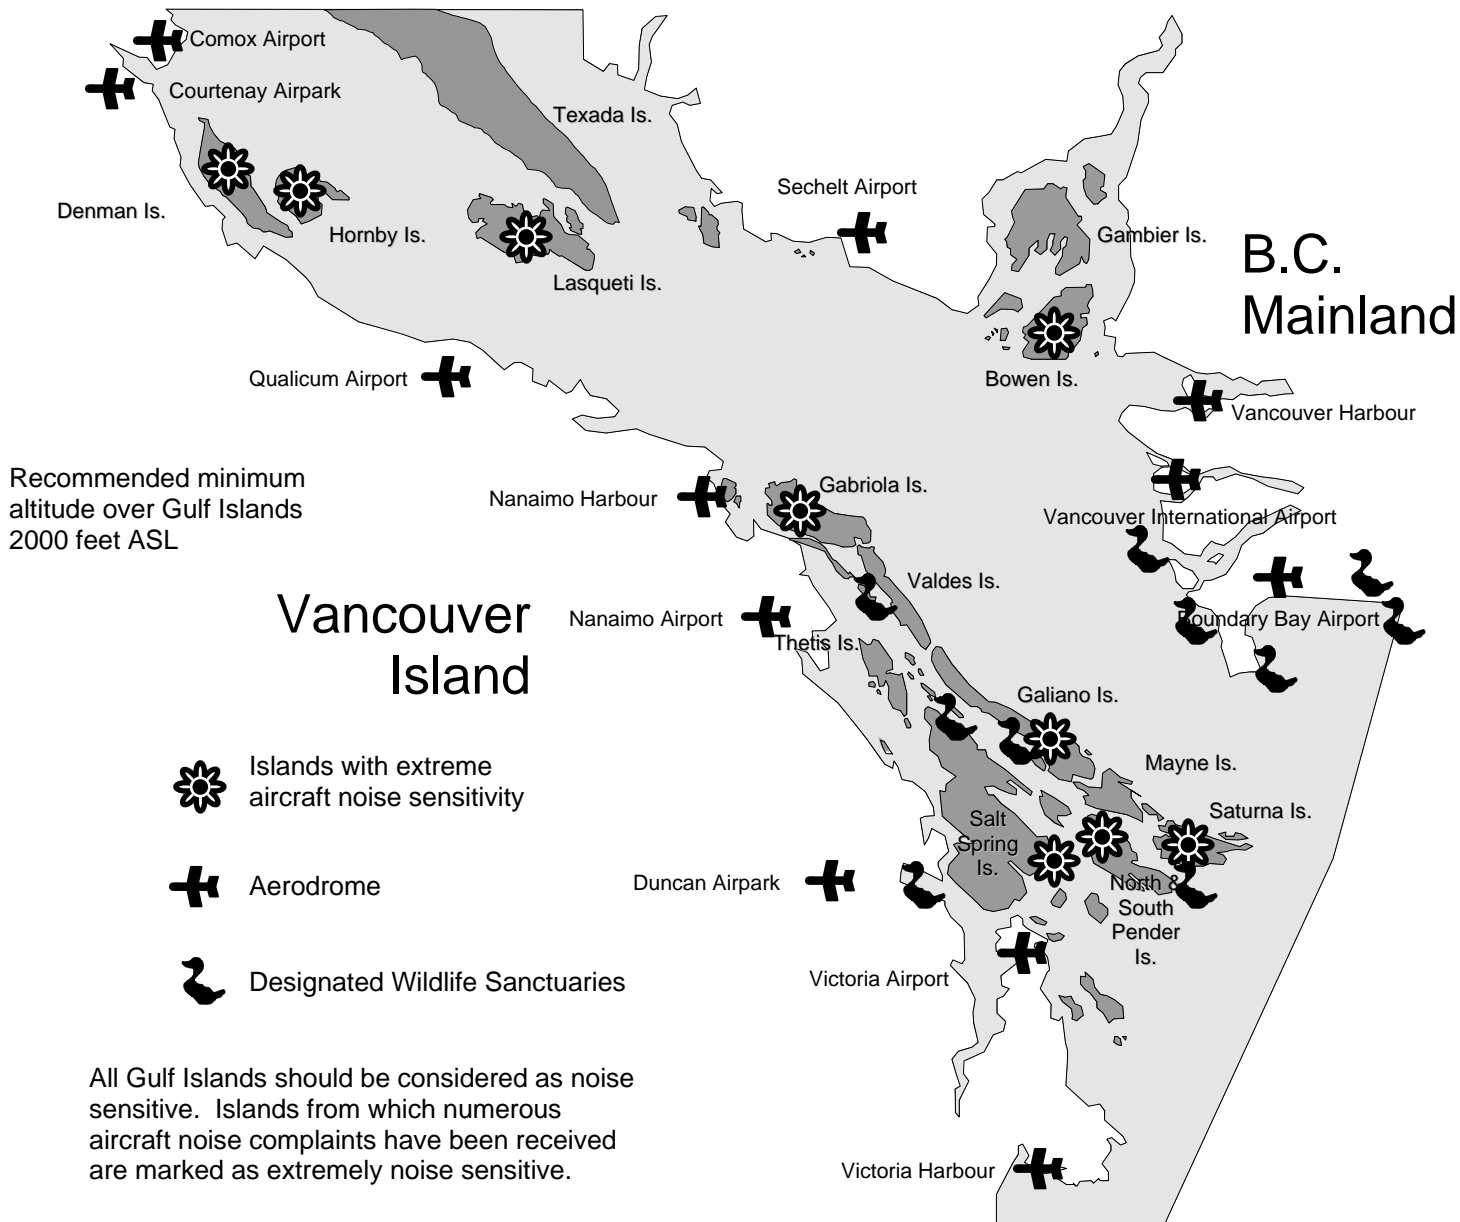 Comox Airport
Courtenay Airpark
Texada Is.
Sechelt Airport
Denman Is.
Hornby Is.
Gambier Is.
B.C.
Mainland
Lasqueti Is.
Qualicum Airport
Bowen Is.
Vancouver Harbour
Recommended minimum
altitude over Gulf Islands
2000 feet ASL
Nanaimo Harbour
Gabriola Is.
Vancouver International Airport
Valdes Is.
Vancouver
Island
Nanaimo Airport
Boundary Bay Airport
Thetis Is.
Galiano Is.
Mayne Is.
Islands with extreme
aircraft noise sensitivity
Saturna Is.
Salt
Spring
Is.
Aerodrome
Duncan Airpark
North &
South
Pender
Is.
Designated Wildlife Sanctuaries
Victoria Airport
All Gulf Islands should be considered as noise
sensitive.  Islands from which numerous
aircraft noise complaints have been received
are marked as extremely noise sensitive.
Victoria Harbour